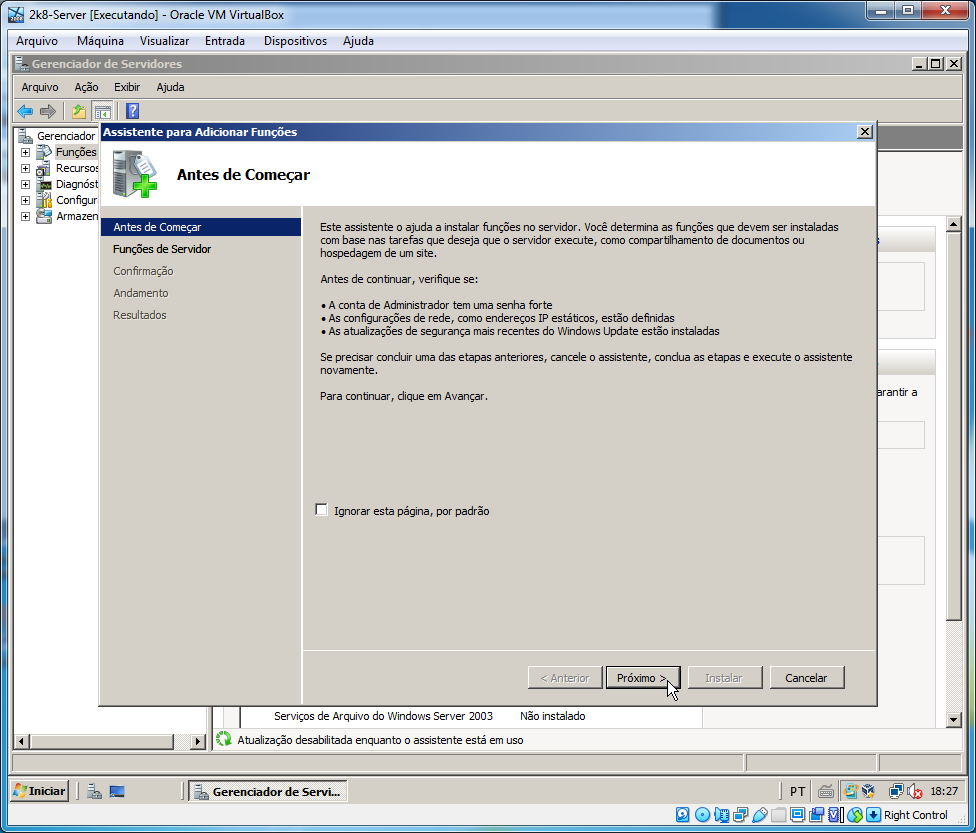 2k8-Server [Executando] - Oracle VM VirtualBox
Arquivo Máquina Visualizar Entrada Dispositivos Ajuda
Gerenciador de Servidores
Arquivo Ação Exibir Ajuda
Gerenciador
Funções
Recursos
Diagnóst
Configur
Armazen
Assistente para Adicionar Funções
Antes de Começar
Antes de Começar
Funções de Servidor
Confirmação
Andamento
Resultados
Este assistente o ajuda a instalar funções no servidor. Você determina as funções que devem ser instaladas
com base nas tarefas que deseja que o servidor execute, como compartilhamento de documentos ou
hospedagem de um site.
Antes de continuar, verifique se:
• A conta de Administrador tem uma senha forte
• As configurações de rede, como endereços IP estáticos, estão definidas
• As atualizações de segurança mais recentes do Windows Update estão instaladas
Se precisar concluir uma das etapas anteriores, cancele o assistente, conclua as etapas e execute o assistente
novamente.
Para continuar, clique em Avançar.
Ignorar esta página, por padrão
< Anterior Próximo > Instalar Cancelar
arantir a
Serviços de Arquivo do Windows Server 2003 Não instalado
Atualização desabilitada enquanto o assistente está em uso
Iniciar Gerenciador de Servi... PT 18:27
Right Control